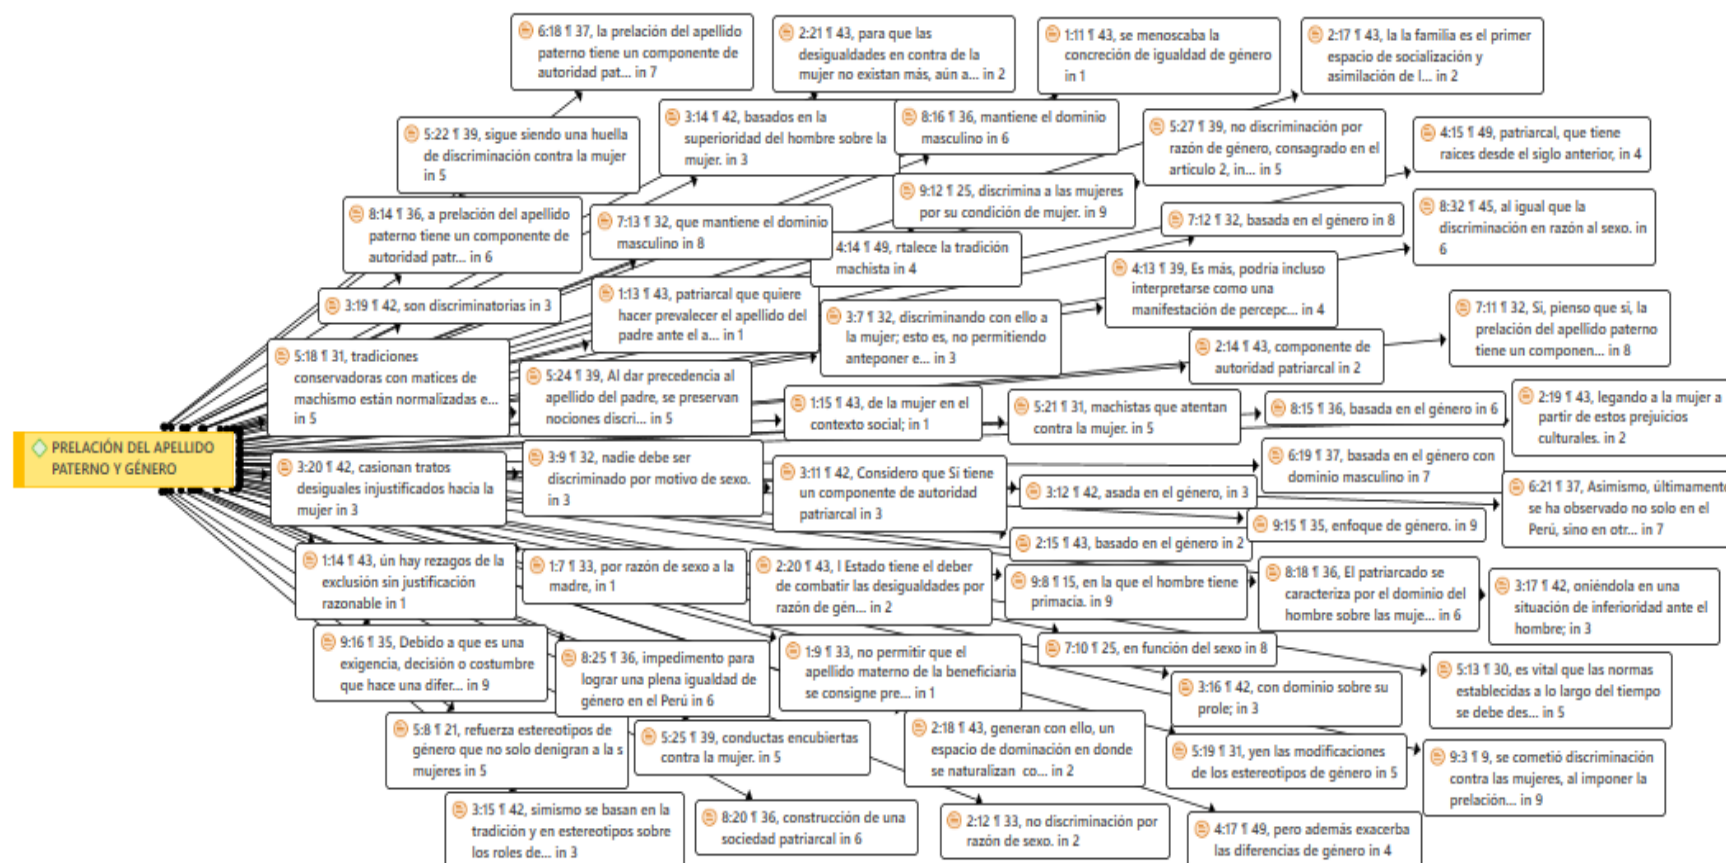 6:18 ¶ 37, la prelación del apellido
paterno tiene un componente de
autoridad pat... in 7
2:21 ¶ 43, para que las
desigualdades en contra de la
mujer no existan más, aún a... in 2
1:11 ¶ 43, se menoscaba la
concreción de igualdad de género
in 1
2:17 ¶ 43, la la familia es el primer
espacio de socialización y
asimilación de l... in 2
5:22 ¶ 39, sigue siendo una huella
de discriminación contra la mujer
in 5
3:14 ¶ 42, basados en la
superioridad del hombre sobre la
mujer. in 3
8:16 ¶ 36, mantiene el dominio
masculino in 6
5:27 ¶ 39, no discriminación por
razón de género, consagrado en el
artículo 2, in... in 5
4:15 ¶ 49, patriarcal, que tiene
raíces desde el siglo anterior, in 4
8:14 ¶ 36, a prelación del apellido
paterno tiene un componente de
autoridad patr... in 6
7:13 ¶ 32, que mantiene el dominio
masculino in 8
9:12 ¶ 25, discrimina a las mujeres
por su condición de mujer. in 9
4:14 ¶ 49, rtalece la tradición
machista in 4
7:12 ¶ 32, basada en el género in 8
8:32 ¶ 45, al igual que la
discriminación en razón al sexo. in
6
3:19 ¶ 42, son discriminatorias in 3
1:13 ¶ 43, patriarcal que quiere
hacer prevalecer el apellido del
padre ante el a... in 1
3:7 ¶ 32, discriminando con ello a
la mujer; esto es, no permitiendo
anteponer e... in 3
4:13 ¶ 39, Es más, podría incluso
interpretarse como una
manifestación de percepc... in 4
7:11 ¶ 32, Si, pienso que si, la
prelación del apellido paterno
tiene un componen... in 8
5:18 ¶ 31, tradiciones
conservadoras con matices de
machismo están normalizadas e...
in 5
5:24 ¶ 39, Al dar precedencia al
apellido del padre, se preservan
nociones discri... in 5
2:14 ¶ 43, componente de
autoridad patriarcal in 2
1:15 ¶ 43, de la mujer en el
contexto social; in 1
5:21 ¶ 31, machistas que atentan
contra la mujer. in 5
8:15 ¶ 36, basada en el género in 6
2:19 ¶ 43, legando a la mujer a
partir de estos prejuicios
culturales. in 2
PRELACIÓN DEL APELLIDO
PATERNO Y GÉNERO
3:20 ¶ 42, casionan tratos
desiguales injustificados hacia la
mujer in 3
3:9 ¶ 32, nadie debe ser
discriminado por motivo de sexo.
in 3
3:11 ¶ 42, Considero que Sí tiene
un componente de autoridad
patriarcal in 3
3:12 ¶ 42, asada en el género, in 3
6:19 ¶ 37, basada en el género con
dominio masculino in 7
6:21 ¶ 37, Asimismo, últimamente
se ha observado no solo en el
Perú, sino en otr... in 7
9:15 ¶ 35, enfoque de género. in 9
2:15 ¶ 43, basado en el género in 2
1:14 ¶ 43, ún hay rezagos de la
exclusión sin justificación
razonable in 1
1:7 ¶ 33, por razón de sexo a la
madre, in 1
2:20 ¶ 43, l Estado tiene el deber
de combatir las desigualdades por
razón de gén... in 2
9:8 ¶ 15, en la que el hombre tiene
primacía. in 9
8:18 ¶ 36, El patriarcado se
caracteriza por el dominio del
hombre sobre las muje... in 6
3:17 ¶ 42, oniéndola en una
situación de inferioridad ante el
hombre; in 3
9:16 ¶ 35, Debido a que es una
exigencia, decisión o costumbre
que hace una difer... in 9
8:25 ¶ 36, impedimento para
lograr una plena igualdad de
género en el Perú in 6
1:9 ¶ 33, no permitir que el
apellido materno de la beneficiaria
se consigne pre... in 1
7:10 ¶ 25, en función del sexo in 8
3:16 ¶ 42, con dominio sobre su
prole; in 3
5:13 ¶ 30, es vital que las normas
establecidas a lo largo del tiempo
se debe des... in 5
5:8 ¶ 21, refuerza estereotipos de
género que no solo denigran a la s
mujeres in 5
5:25 ¶ 39, conductas encubiertas
contra la mujer. in 5
2:18 ¶ 43, generan con ello, un
espacio de dominación en donde
se naturalizan co... in 2
5:19 ¶ 31, yen las modificaciones
de los estereotipos de género in 5
9:3 ¶ 9, se cometió discriminación
contra las mujeres, al imponer la
prelación... in 9
3:15 ¶ 42, simismo se basan en la
tradición y en estereotipos sobre
los roles de... in 3
8:20 ¶ 36, construcción de una
sociedad patriarcal in 6
2:12 ¶ 33, no discriminación por
razón de sexo. in 2
4:17 ¶ 49, pero además exacerba
las diferencias de género in 4